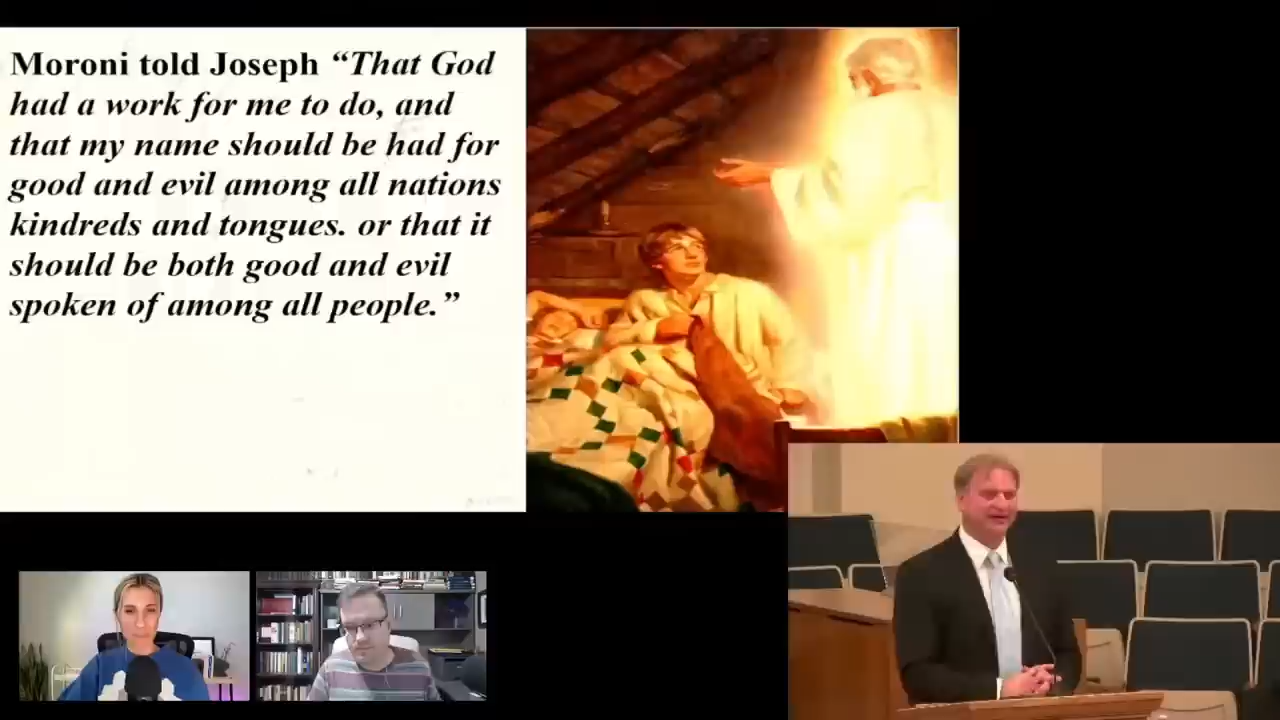 Moroni told Joseph “That God
had a work for me to do, and
that my name should be had for
good and evil among all nations
kindreds and tongues. or that it
should be both good and evil
spoken of among all people.”